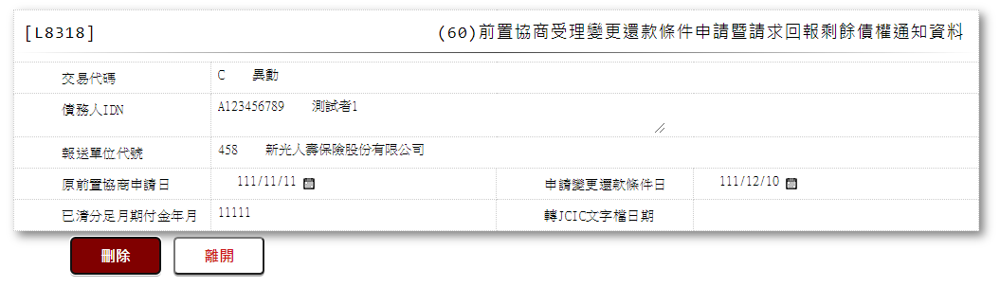 [L8318] (60)前置協商受理變更還款條件申請暨請求回報剩餘債權通知資料
交易代碼 C 異動
債務人IDN A123456789 測試者1
報送單位代號 458 新光人壽保險股份有限公司
原前置協商申請日 111/11/11 申請變更還款條件日 111/12/10
已清分足月期付金年月 11111 轉JCIC文字檔日期
刪除 離開